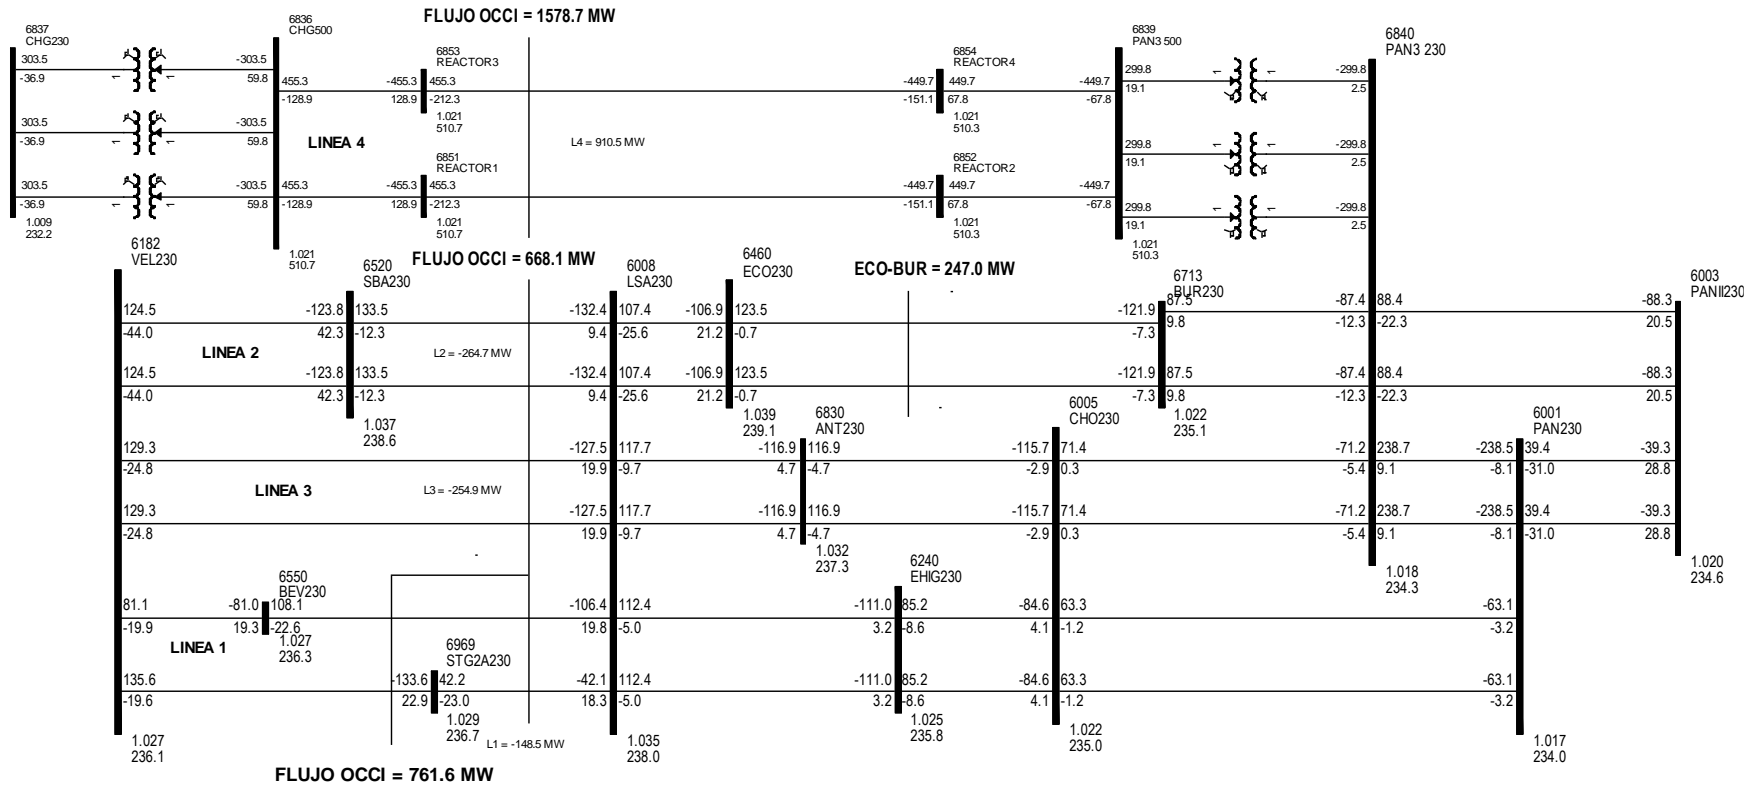 FLUJO OCCI = 1578.7 MW
6837
CHG230
6836
CHG500
6853
REACTOR3
6854
REACTOR4
6839
PAN3 500
6840
PAN3 230
303.5 -303.5 455.3 -455.3 455.3 -449.7 449.7 -449.7 299.8 -299.8
-36.9 1 1 59.8 -128.9 128.9 -212.3 -151.1 67.8 -67.8 19.1 1 1 2.5
1.021
510.7
1.021
510.3
303.5 -303.5
-36.9 1 1 59.8
LINEA 4
L4 = 910.5 MW
299.8 -299.8
19.1 1 1 2.5
6851
REACTOR1
6852
REACTOR2
303.5 -303.5 455.3 -455.3 455.3 -449.7 449.7 -449.7
-36.9 1 1 59.8 -128.9 128.9 -212.3 -151.1 67.8 -67.8
299.8 -299.8
19.1 1 1 2.5
1.009
232.2
1.021
510.7
1.021
510.7
1.021
510.3
1.021
510.3
6182
VEL230
FLUJO OCCI = 668.1 MW
ECO-BUR = 247.0 MW
6520
SBA230
6008
LSA230
6460
ECO230
6713
BUR230
6003
PANII230
124.5 -123.8 133.5 -132.4 107.4 -106.9 123.5 -121.9 87.5 -87.4 88.4 -88.3
-44.0 42.3 -12.3 9.4 -25.6 21.2 -0.7 -7.3 9.8 -12.3 -22.3 20.5
LINEA 2
L2 = -264.7 MW
124.5 -123.8 133.5 -132.4 107.4 -106.9 123.5 -121.9 87.5 -87.4 88.4 -88.3
-44.0 42.3 -12.3 9.4 -25.6 21.2 -0.7 -7.3 9.8 -12.3 -22.3 20.5
1.037
238.6
1.039
239.1
1.022
235.1
6830
ANT230
6005
CHO230
6001
PAN230
129.3 -127.5 117.7 -116.9 116.9 -115.7 71.4 -71.2 238.7 -238.5 39.4 -39.3
-24.8 19.9 -9.7 4.7 -4.7 -2.9 0.3 -5.4 9.1 -8.1 -31.0 28.8
LINEA 3
L3 = -254.9 MW
129.3 -127.5 117.7 -116.9 116.9 -115.7 71.4 -71.2 238.7 -238.5 39.4 -39.3
-24.8 19.9 -9.7 4.7 -4.7 -2.9 0.3 -5.4 9.1 -8.1 -31.0 28.8
1.032
237.3
1.018
234.3
1.020
234.6
6550
BEV230
6240
EHIG230
81.1 -81.0 108.1 -106.4 112.4 -111.0 85.2 -84.6 63.3 -63.1
-19.9 19.3 -22.6 19.8 -5.0 3.2 -8.6 4.1 -1.2 -3.2
1.027
236.3
LINEA 1
6969
STG2A230
135.6 -133.6 42.2 -42.1 112.4 -111.0 85.2 -84.6 63.3 -63.1
-19.6 22.9 -23.0 18.3 -5.0 3.2 -8.6 4.1 -1.2 -3.2
1.029
236.7
L1 = -148.5 MW
1.027
236.1
1.035
238.0
1.025
235.8
1.022
235.0
1.017
234.0
FLUJO OCCI = 761.6 MW